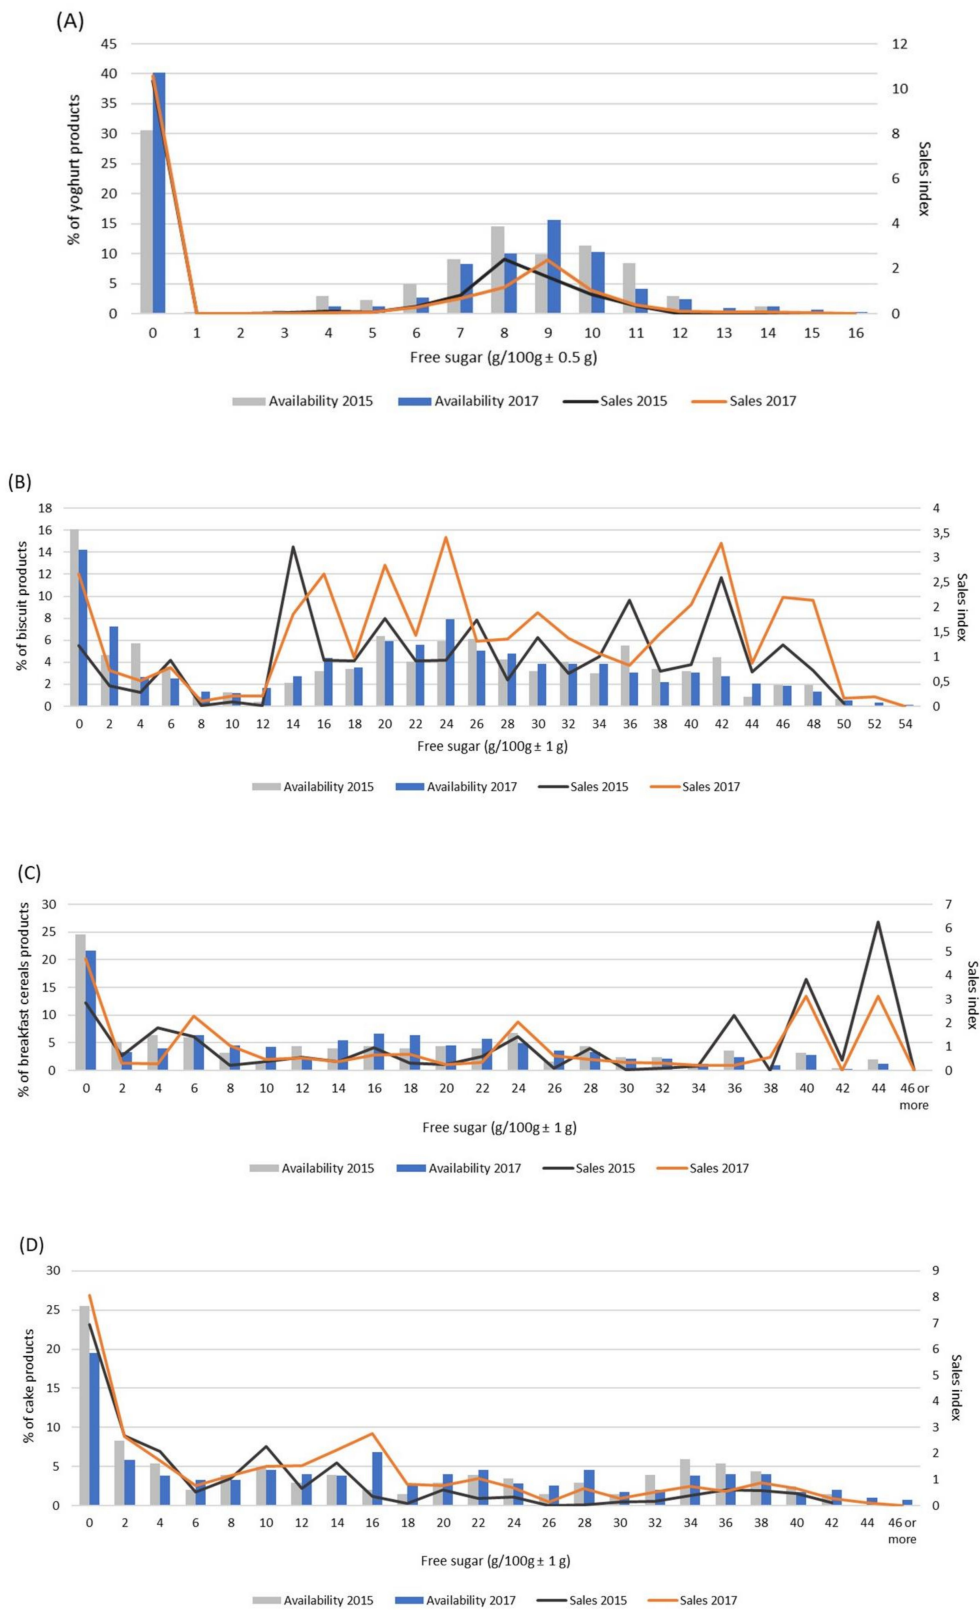 (A)
45
40
35
30
25
20
15
10
5
0
% of yoghurt products
12
10
8
6
4
2
0
Sales index
0 1 2 3 4 5 6 7 8 9 10 11 12 13 14 15 16
Free sugar (g/100g ± 0.5 g)
Availability 2015 Availability 2017 Sales 2015 Sales 2017
(B)
18
16
14
12
10
8
6
4
2
0
% of biscuit products
4
3,5
3
2,5
2
1,5
1
0,5
0
Sales index
0 2 4 6 8 10 12 14 16 18 20 22 24 26 28 30 32 34 36 38 40 42 44 46 48 50 52 54
Free sugar (g/100g ± 1 g)
Availability 2015 Availability 2017 Sales 2015 Sales 2017
(C)
30
25
20
15
10
5
0
% of breakfast cereals products
7
6
5
4
3
2
1
0
Sales index
0 2 4 6 8 10 12 14 16 18 20 22 24 26 28 30 32 34 36 38 40 42 44 46 or
more
Free sugar (g/100g ± 1 g)
Availability 2015 Availability 2017 Sales 2015 Sales 2017
(D)
30
25
20
15
10
5
0
% of cake products
9
8
7
6
5
4
3
2
1
0
Sales index
0 2 4 6 8 10 12 14 16 18 20 22 24 26 28 30 32 34 36 38 40 42 44 46 or
more
Free sugar (g/100g ± 1 g)
Availability 2015 Availability 2017 Sales 2015 Sales 2017